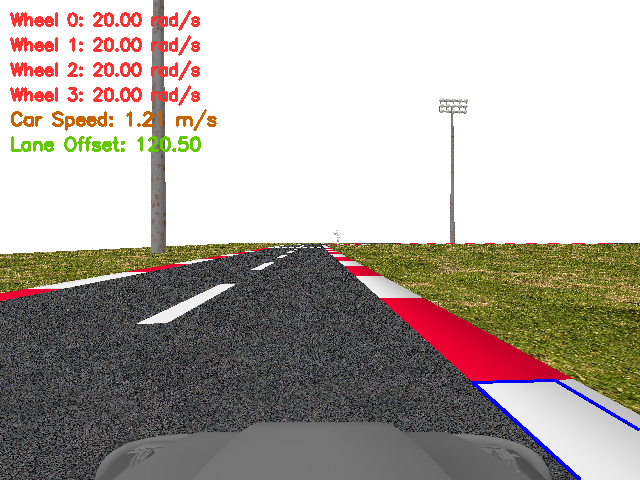 Wheel 0: 20.00 rad/s
Wheel 1: 20.00 rad/s
Wheel 2: 20.00 rad/s
Wheel 3: 20.00 rad/s
Car Speed: 1.21 m/s
Lane Offset: 120.50